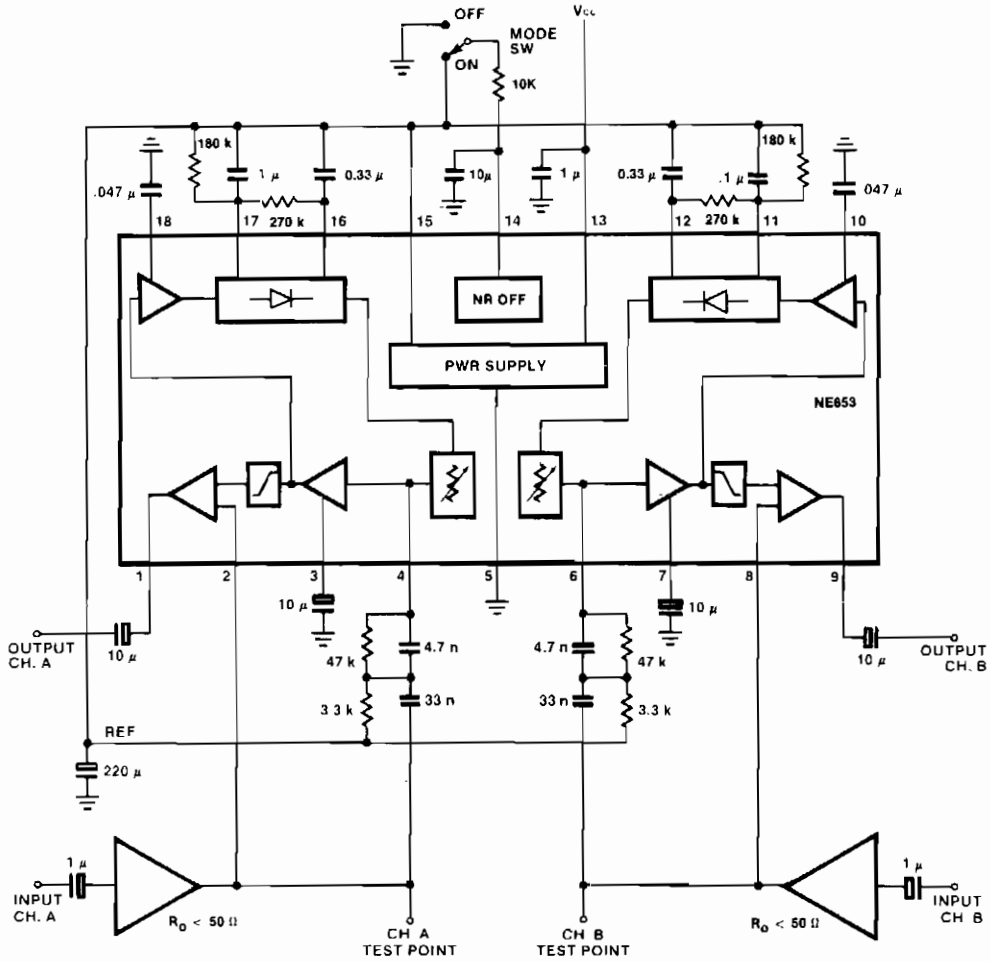 OFF
Vcc
MODE
SW
ON
10K
180 k
1 µ
0.33 µ
10µ
1 µ
0.33 µ
.1 µ
180 k
.047 µ
047 µ
270 k
270 k
18
17
16
15
14
13
12
11
10
NR OFF
PWR SUPPLY
NE653
1
2
3
4
5
6
7
8
9
10 µ
10 µ
OUTPUT
CH. A
10 µ
47 k
4.7 n
4.7 n
47 k
10 µ
OUTPUT
CH. B
3 3 k
33 n
33 n
3.3 k
REF
220 µ
1 µ
1 µ
INPUT
CH. A
R₀ < 50 Ω
CH A
TEST POINT
CH B
TEST POINT
R₀ < 50 Ω
INPUT
CH B